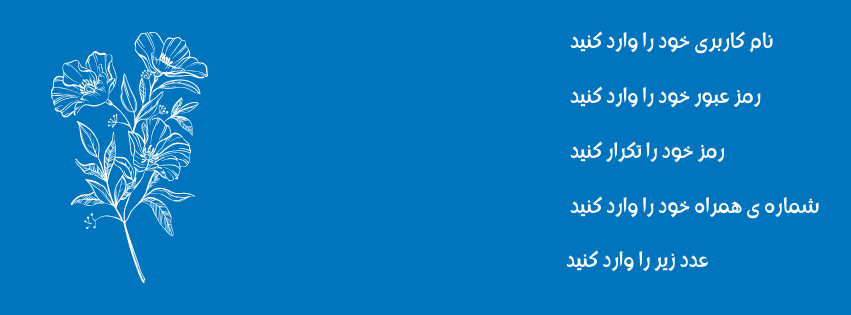 نام کاربری خود را وارد کنید
رمز عبور خود را وارد کنید
رمز خود را تکرار کنید
شماره ی همراه خود را وارد کنید
عدد زیر را وارد کنید